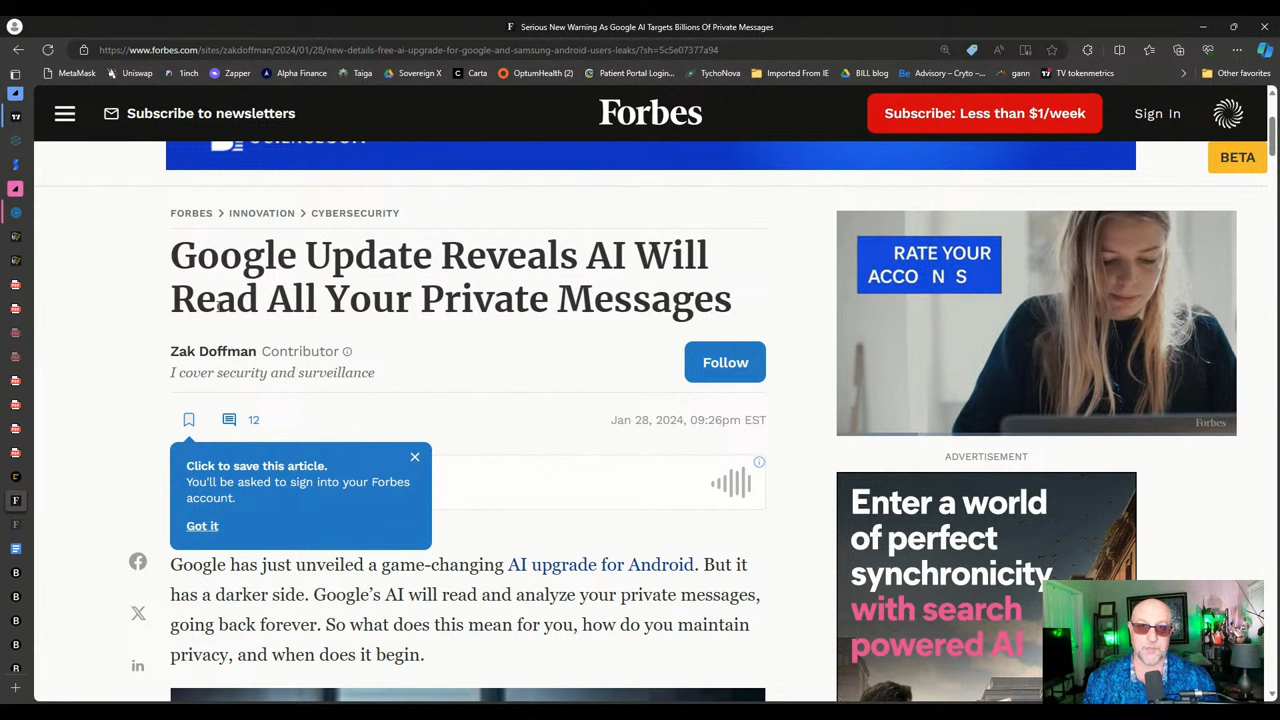 Serious New Warning As Google AI Targets Billions Of Private Messages
https://www.forbes.com/sites/zakdoffman/2024/01/28/new-details-free-ai-upgrade-for-google-and-samsung-android-users-leaks/?sh=5c5e07377a94
MetaMask Uniswap 1inch Zapper Alpha Finance Taiga Sovereign X Carta OptumHealth (2) Patient Portal Login... TychoNova Imported From IE BILL blog Advisory – Cryto –... gann TV tokenmetrics Other favorites
Subscribe to newsletters Forbes Subscribe: Less than $1/week Sign In
BETA
FORBES > INNOVATION > CYBERSECURITY
Google Update Reveals AI Will
Read All Your Private Messages
RATE YOUR
ACCO N S
Zak Doffman Contributor
I cover security and surveillance
Follow
12 Jan 28, 2024, 09:26pm EST
Forbes
ADVERTISEMENT
Click to save this article.
You'll be asked to sign into your Forbes
account.
Got it
Enter a world
of perfect
synchronicity
with search
powered AI
Google has just unveiled a game-changing AI upgrade for Android. But it
has a darker side. Google's AI will read and analyze your private messages,
going back forever. So what does this mean for you, how do you maintain
privacy, and when does it begin.